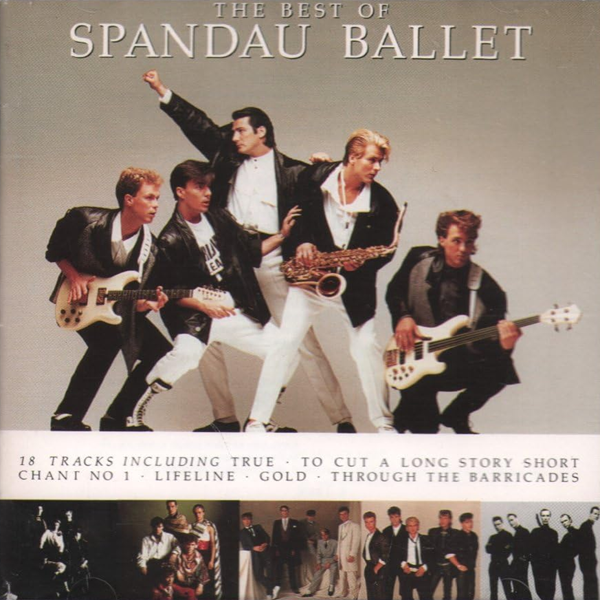 THE BEST OF
SPANDAU BALLET
18 TRACKS INCLUDING TRUE · TO CUT A LONG STORY SHORT
CHANT NO 1 · LIFELINE · GOLD · THROUGH THE BARRICADES